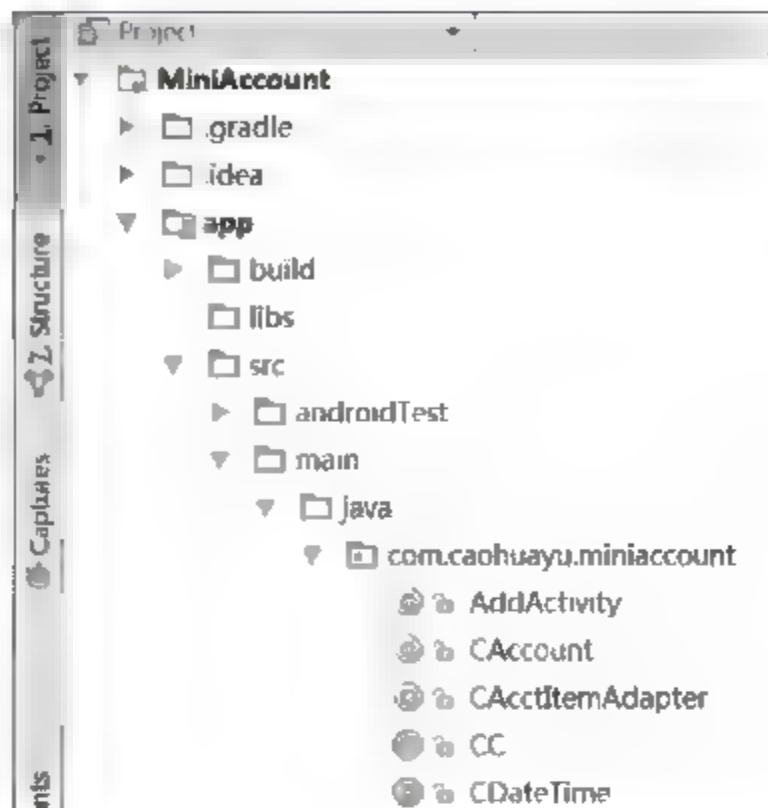 Project
1: Project
MiniAccount
.gradle
.idea
app
build
libs
Z: Structure
src
androidTest
main
Captures
java
com.caohuayu.miniaccount
AddActivity
CAccount
CAcctItemAdapter
CC
CDateTime
nts